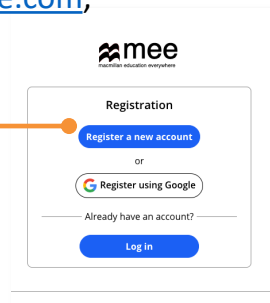 e.com,
mee
macmillan education everywhere
Registration
Register a new account
or
Register using Google
Already have an account?
Log in